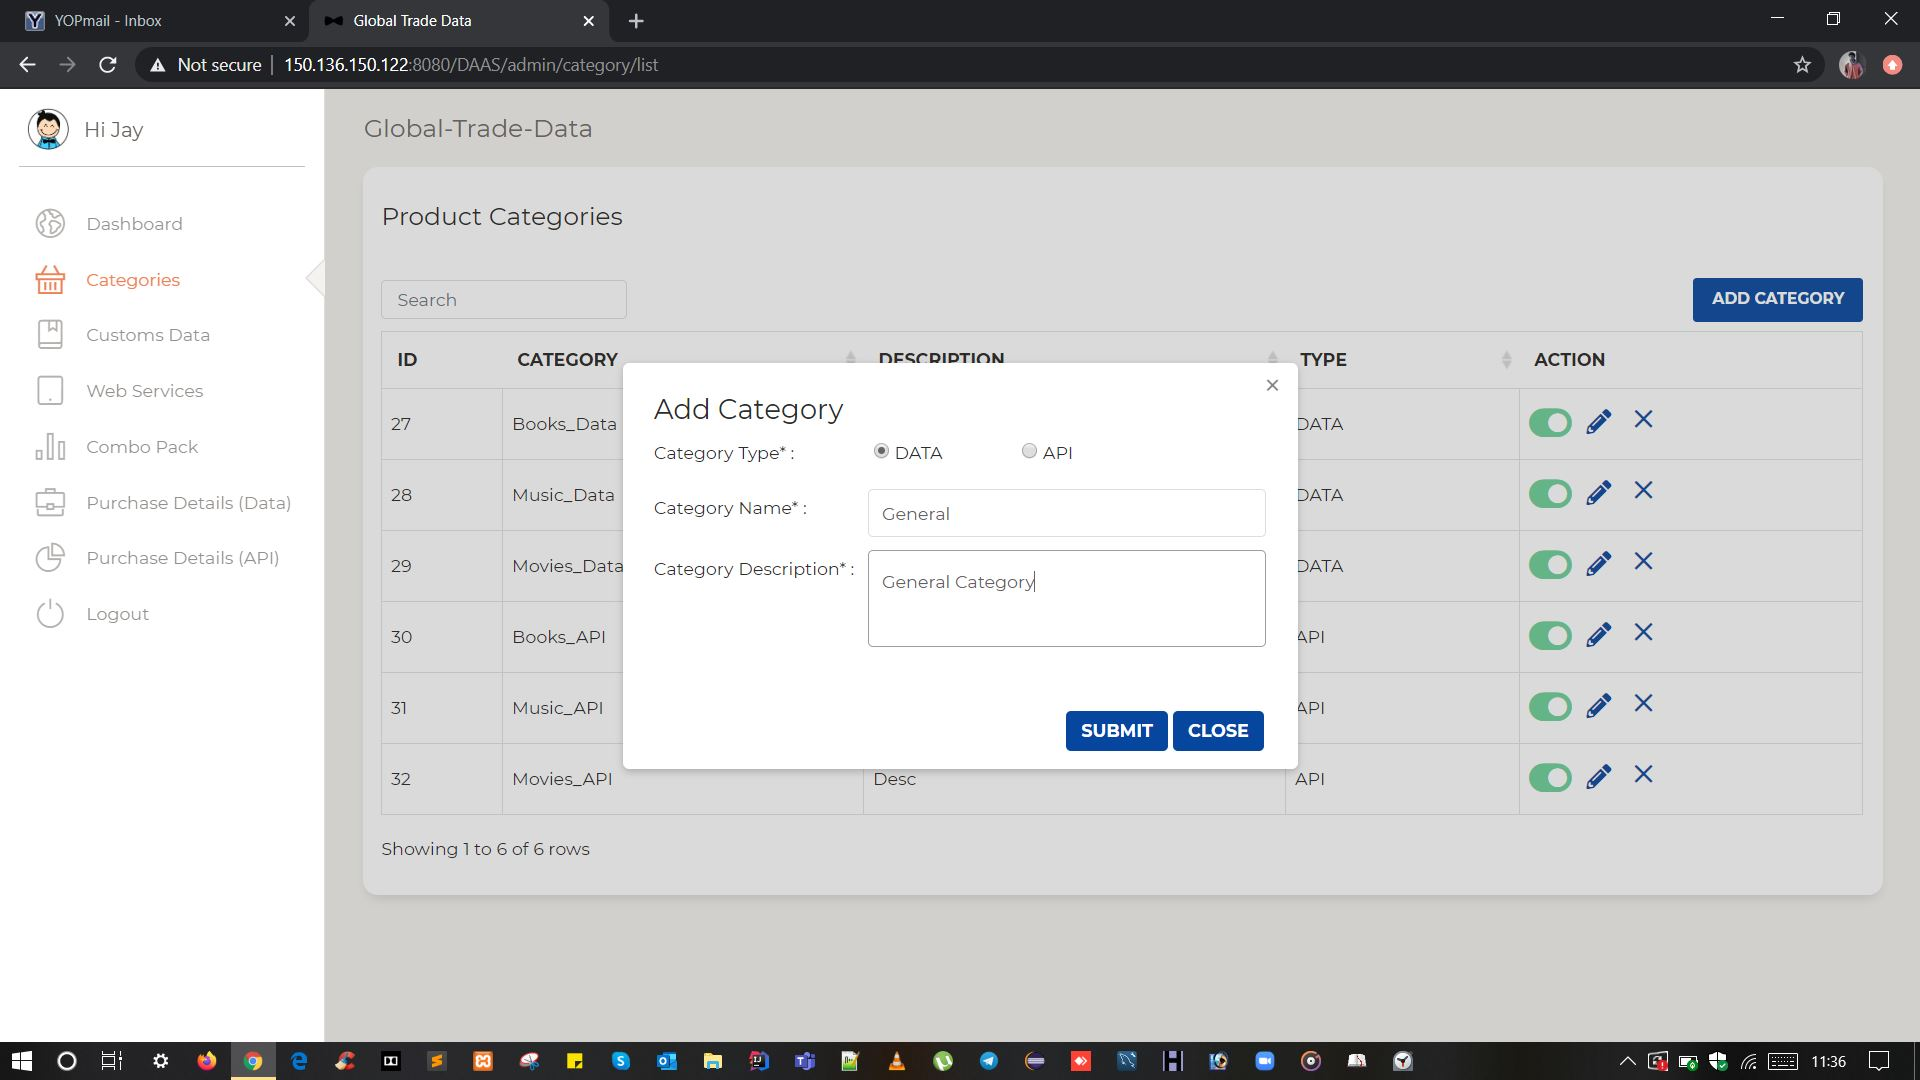 YOPmail - Inbox
Global Trade Data
Not secure
150.136.150.122:8080/DAAS/admin/category/list
Hi Jay
Dashboard
Categories
Customs Data
Web Services
Combo Pack
Purchase Details (Data)
Purchase Details (API)
Logout
Global-Trade-Data
Product Categories
Search
ADD CATEGORY
ID CATEGORY DESCRIPTION TYPE ACTION
27 Books_Data DATA
28 Music_Data DATA
29 Movies_Data DATA
30 Books_API API
31 Music_API API
32 Movies_API Desc API
Showing 1 to 6 of 6 rows
Add Category
Category Type* : DATA API
Category Name* : General
Category Description* : General Category
SUBMIT CLOSE
11:36